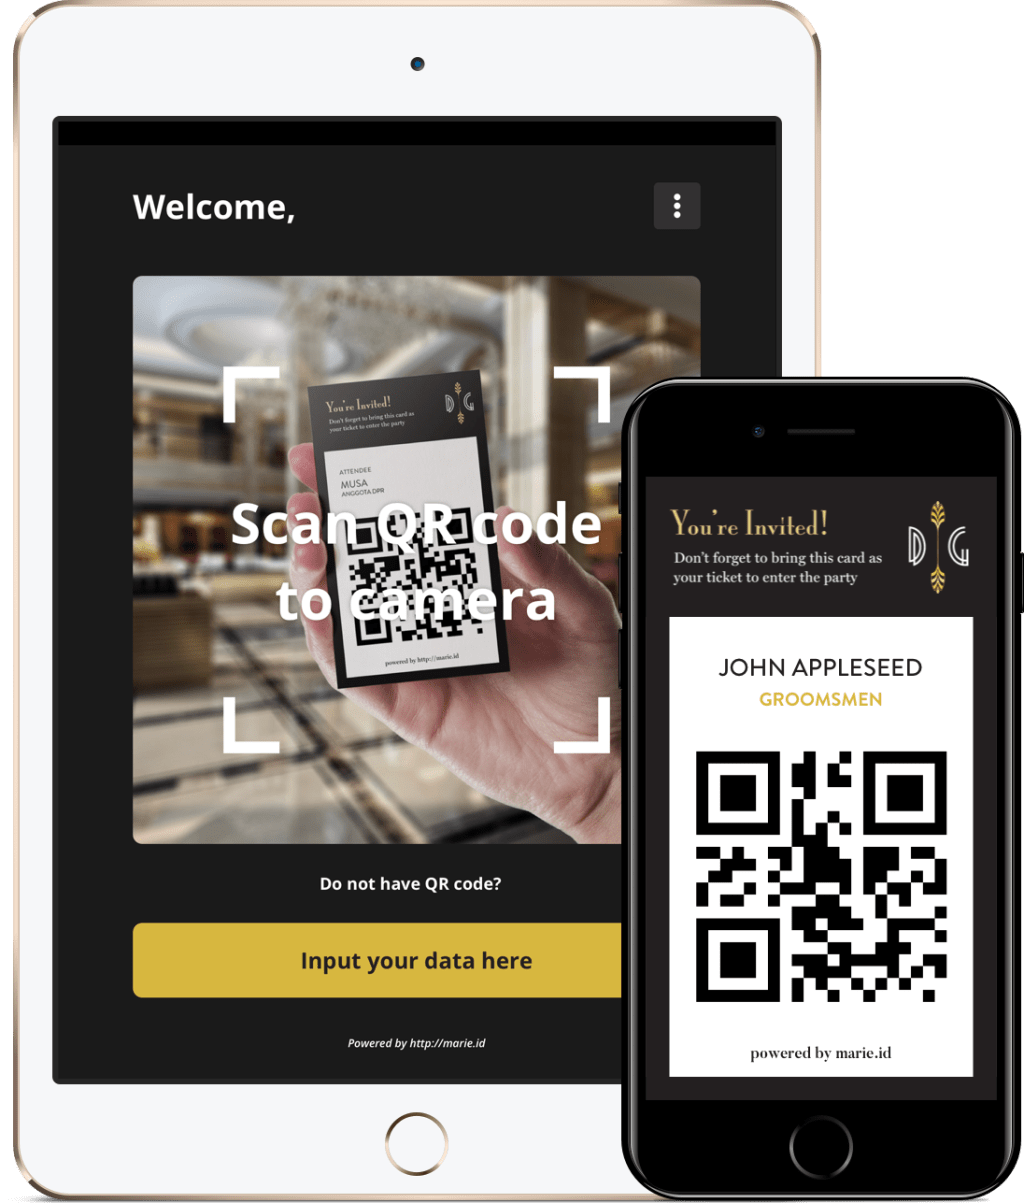 Welcome,
You're Invited!
Don't forget to bring this card as
your ticket to enter the party
D G
ATTENDEE
MUSA
ANGGOTA DPR
Scan QR code
to camera
powered by http://marie.id
Do not have QR code?
Input your data here
Powered by http://marie.id
You're Invited!
Don't forget to bring this card as
your ticket to enter the party
D G
JOHN APPLESEED
GROOMSMEN
powered by marie.id